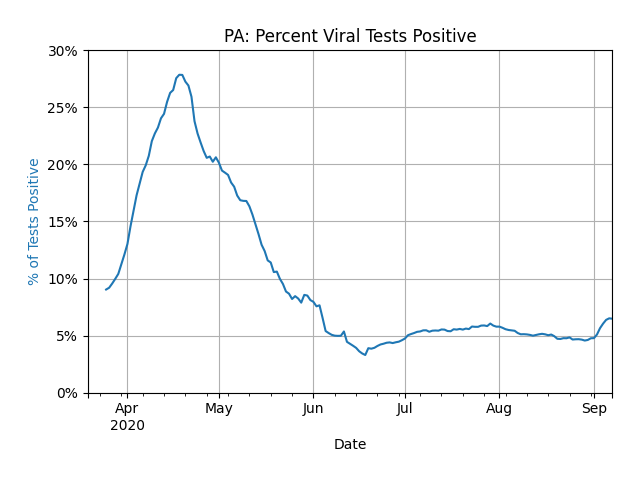 PA: Percent Viral Tests Positive
30%
25%
20%
15%
10%
5%
0%
% of Tests Positive
Apr
2020
May
Jun
Jul
Aug
Sep
Date